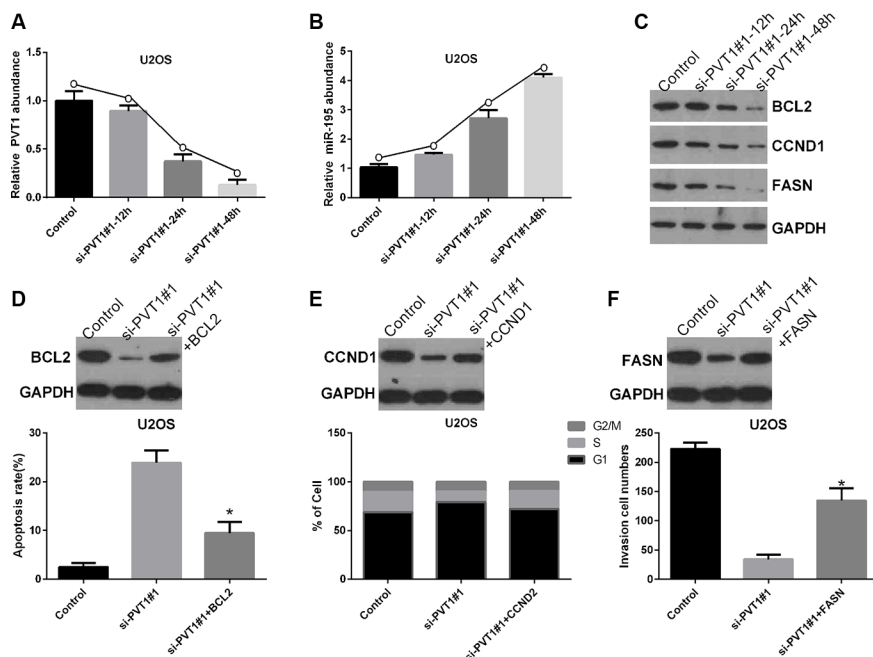 A
U2OS
Relative PVT1 abundance
1.5
1.0
0.5
0.0
Control
si-PVT1#1-12h
si-PVT1#1-24h
si-PVT1#1-48h
B
U2OS
Relative miR-195 abundance
5
4
3
2
1
0
Control
si-PVT1#1-12h
si-PVT1#1-24h
si-PVT1#1-48h
C
Control
si-PVT1#1-12h
si-PVT1#1-24h
si-PVT1#1-48h
BCL2
CCND1
FASN
GAPDH
D
Control
si-PVT1#1
si-PVT1#1
+BCL2
BCL2
GAPDH
U2OS
Apoptosis rate(%)
30
20
10
0
*
Control
si-PVT1#1
si-PVT1#1+BCL2
E
Control
si-PVT1#1
si-PVT1#1
+CCND1
CCND1
GAPDH
U2OS
G2/M
S
G1
% of Cell
150
100
50
0
Control
si-PVT1#1
si-PVT1#1+CCND2
F
Control
si-PVT1#1
si-PVT1#1
+FASN
FASN
GAPDH
U2OS
Invasion cell numbers
250
200
150
100
50
0
*
Control
si-PVT1#1
si-PVT1#1+FASN